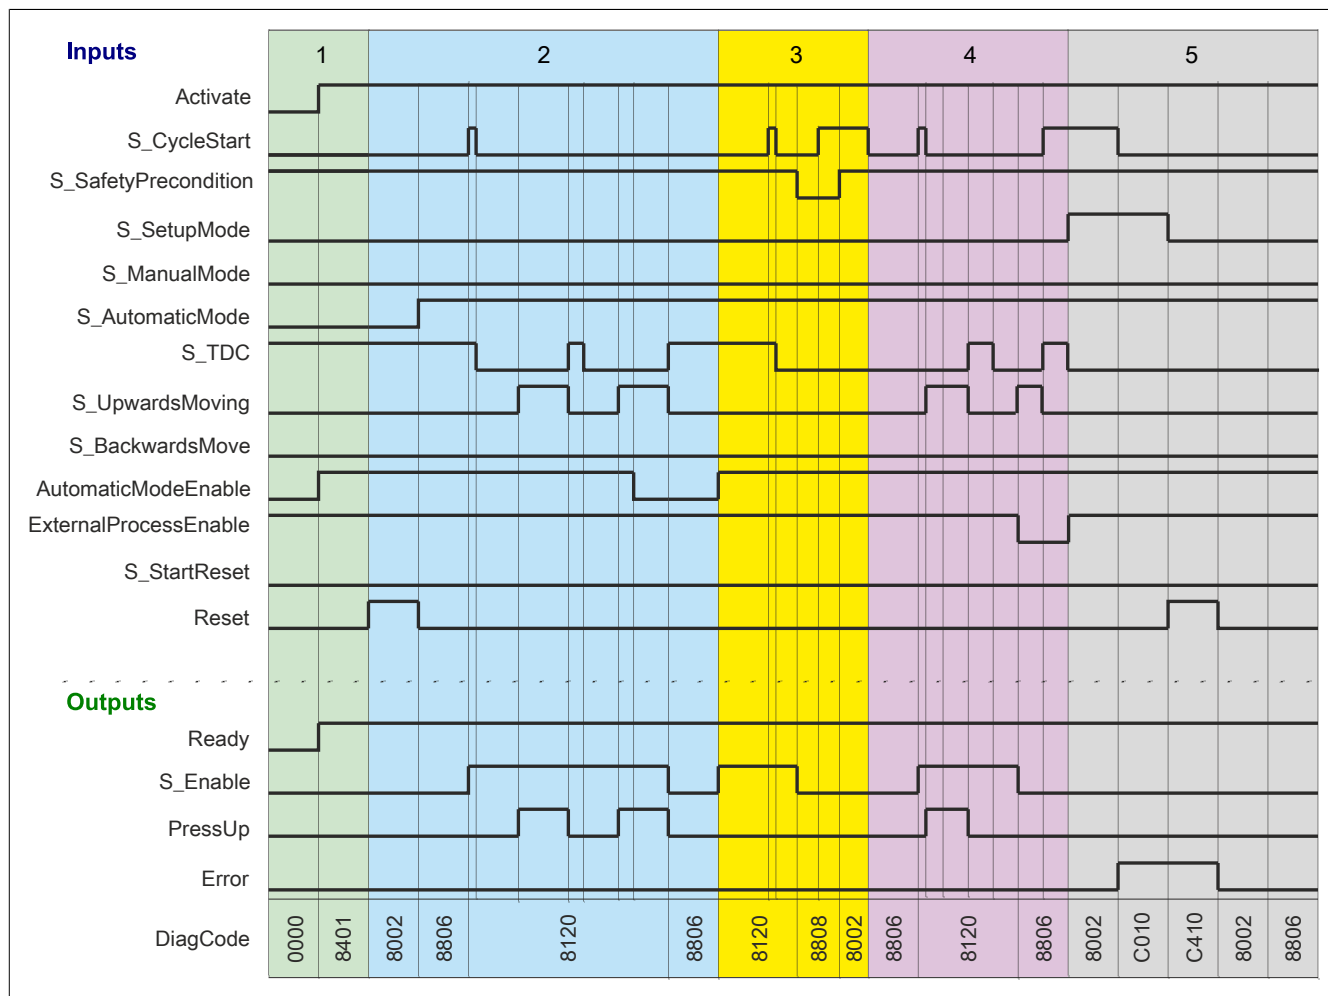 Inputs 1 2 3 4 5
Activate
S_CycleStart
S_SafetyPrecondition
S_SetupMode
S_ManualMode
S_AutomaticMode
S_TDC
S_UpwardsMoving
S_BackwardsMove
AutomaticModeEnable
ExternalProcessEnable
S_StartReset
Reset
Outputs
Ready
S_Enable
PressUp
Error
DiagCode 0000 8401 8002 8806 8120 8806 8120 8808 8002 8806 8120 8806 8002 C010 C410 8002 8806